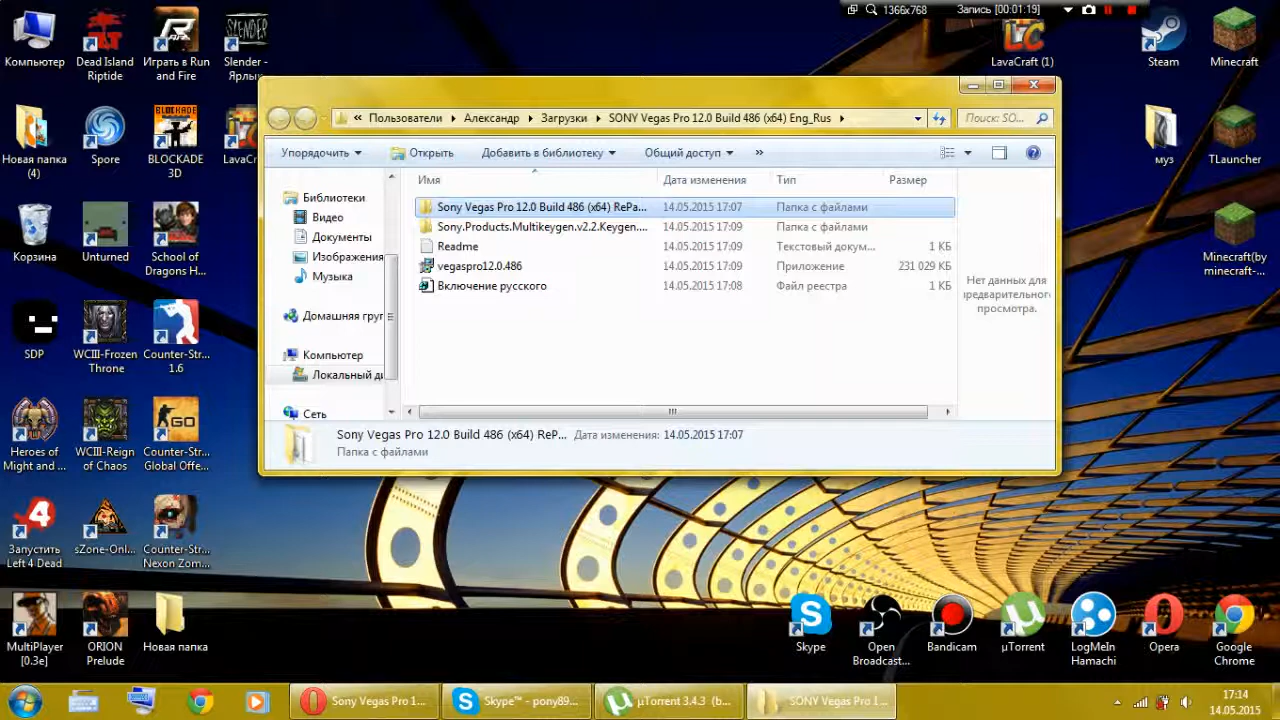 1366x768
Запись [00:01:19]
Компьютер
Dead Island
Riptide
Играть в Run
and Fire
SLENDER
Slender -
Ярлык
LavaCraft (1)
Steam
Minecraft
Новая папка
(4)
Spore
BLOCKADE
BLOCKADE
3D
LavaC
муз
TLauncher
Корзина
Unturned
School of
Dragons H...
Minecraft(by
minecraft-...
SDP
WCIII-Frozen
Throne
Counter-Str...
1.6
Heroes of
Might and ...
WCIII-Reign
of Chaos
GO
Counter-Str...
Global Offe...
Запустить
Left 4 Dead
sZone-Onl...
Counter-Str...
Nexon Zom...
MultiPlayer
[0.3e]
ORION
Prelude
Новая папка
« Пользователи
Александр
Загрузки
SONY Vegas Pro 12.0 Build 486 (x64) Eng_Rus
Поиск: SO...
Упорядочить
Открыть
Добавить в библиотеку
Общий доступ
»
Библиотеки
Видео
Документы
Изображения
Музыка
Домашняя груг
Компьютер
Локальный ди
Сеть
Имя
Дата изменения
Тип
Размер
Sony Vegas Pro 12.0 Build 486 (x64) RePa... 14.05.2015 17:07 Папка с файлами
Sony.Products.Multikeygen.v2.2.Keygen.... 14.05.2015 17:09 Папка с файлами
Readme 14.05.2015 17:09 Текстовый докум... 1 КБ
vegaspro12.0.486 14.05.2015 17:09 Приложение 231 029 КБ
Включение русского 14.05.2015 17:08 Файл реестра 1 КБ
Нет данных для
предварительного
просмотра.
Sony Vegas Pro 12.0 Build 486 (x64) ReP... Дата изменения: 14.05.2015 17:07
Папка с файлами
Skype
Open
Broadcast...
Bandicam
µTorrent
LogMeIn
Hamachi
Opera
Google
Chrome
Sony Vegas Pro 1...
Skype™ - pony89...
µTorrent 3.4.3 (b...
SONY Vegas Pro 1...
17:14
14.05.2015